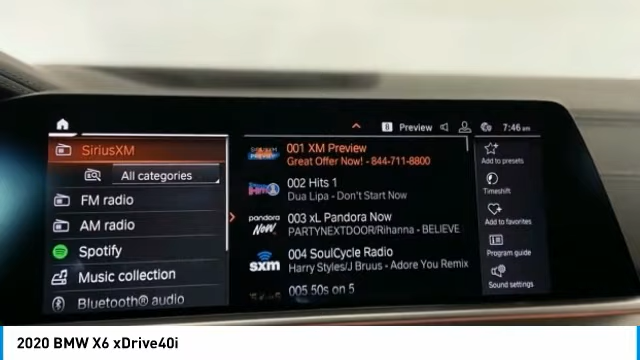 Preview 7:46 am
SiriusXM
All categories
FM radio
AM radio
Spotify
Music collection
Bluetooth® audio
001 XM Preview
Great Offer Now! - 844-711-8800
002 Hits 1
Dua Lipa - Don't Start Now
pandora NOW
003 xL Pandora Now
PARTYNEXTDOOR/Rihanna - BELIEVE
sxm
004 SoulCycle Radio
Harry Styles/J Bruus - Adore You Remix
005 50s on 5
Add to presets
Timeshift
Add to favorites
Program guide
Sound settings
2020 BMW X6 xDrive40i